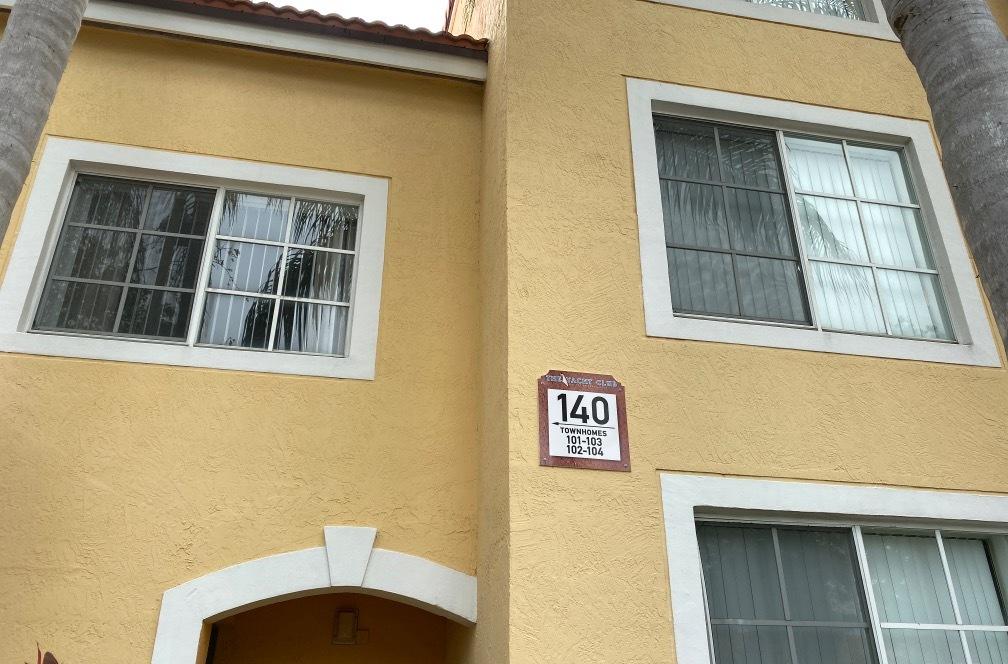 THE YACHT CLUB
140
TOWNHOMES
101-103
102-104